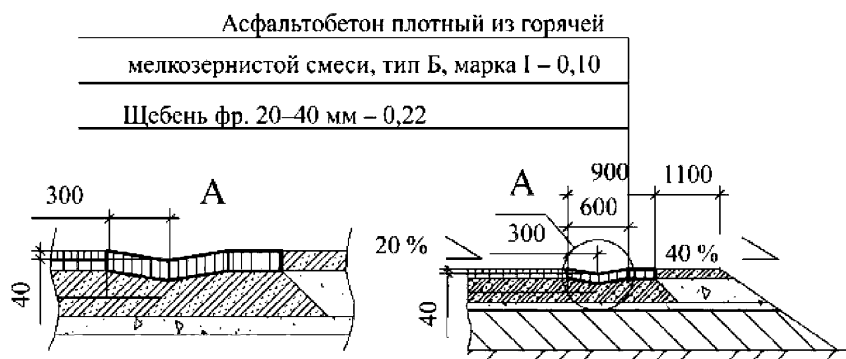 Асфальтобетон плотный из горячей
мелкозернистой смеси, тип Б, марка I – 0,10
Щебень фр. 20–40 мм – 0,22
300
А
40
А
900
1100
600
300
20 %
40 %
40